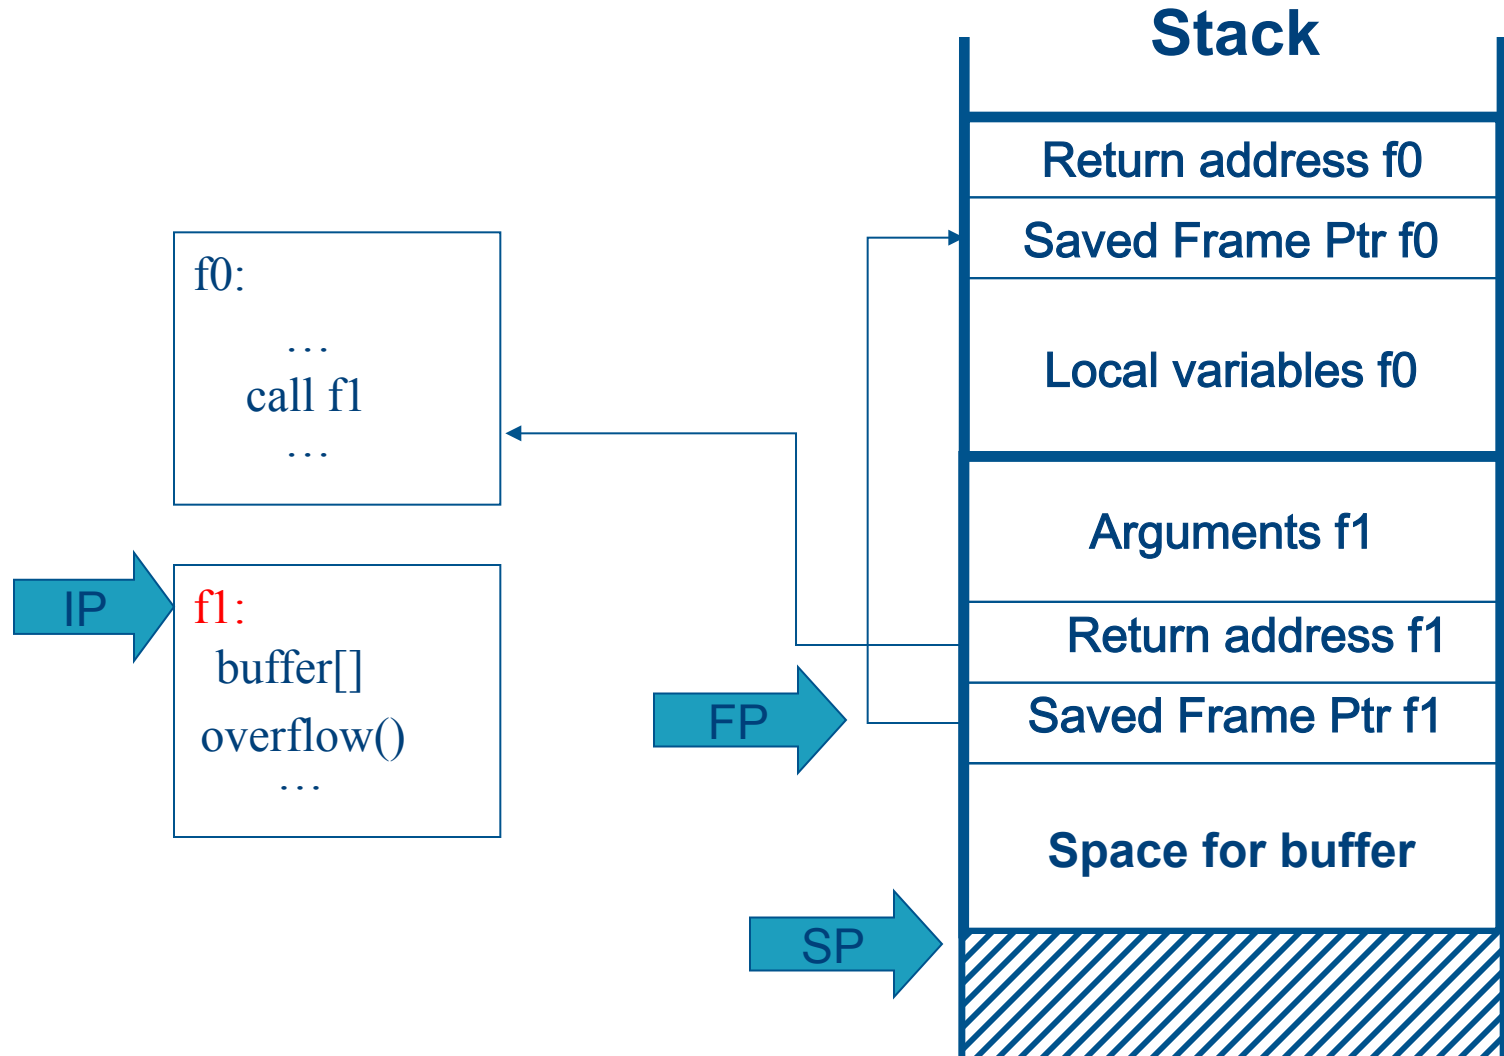 Stack
Return address f0
Saved Frame Ptr f0
Local variables f0
Arguments f1
Return address f1
Saved Frame Ptr f1
Space for buffer
f0:
...
call f1
...
IP
f1:
buffer[]
overflow()
...
FP
SP